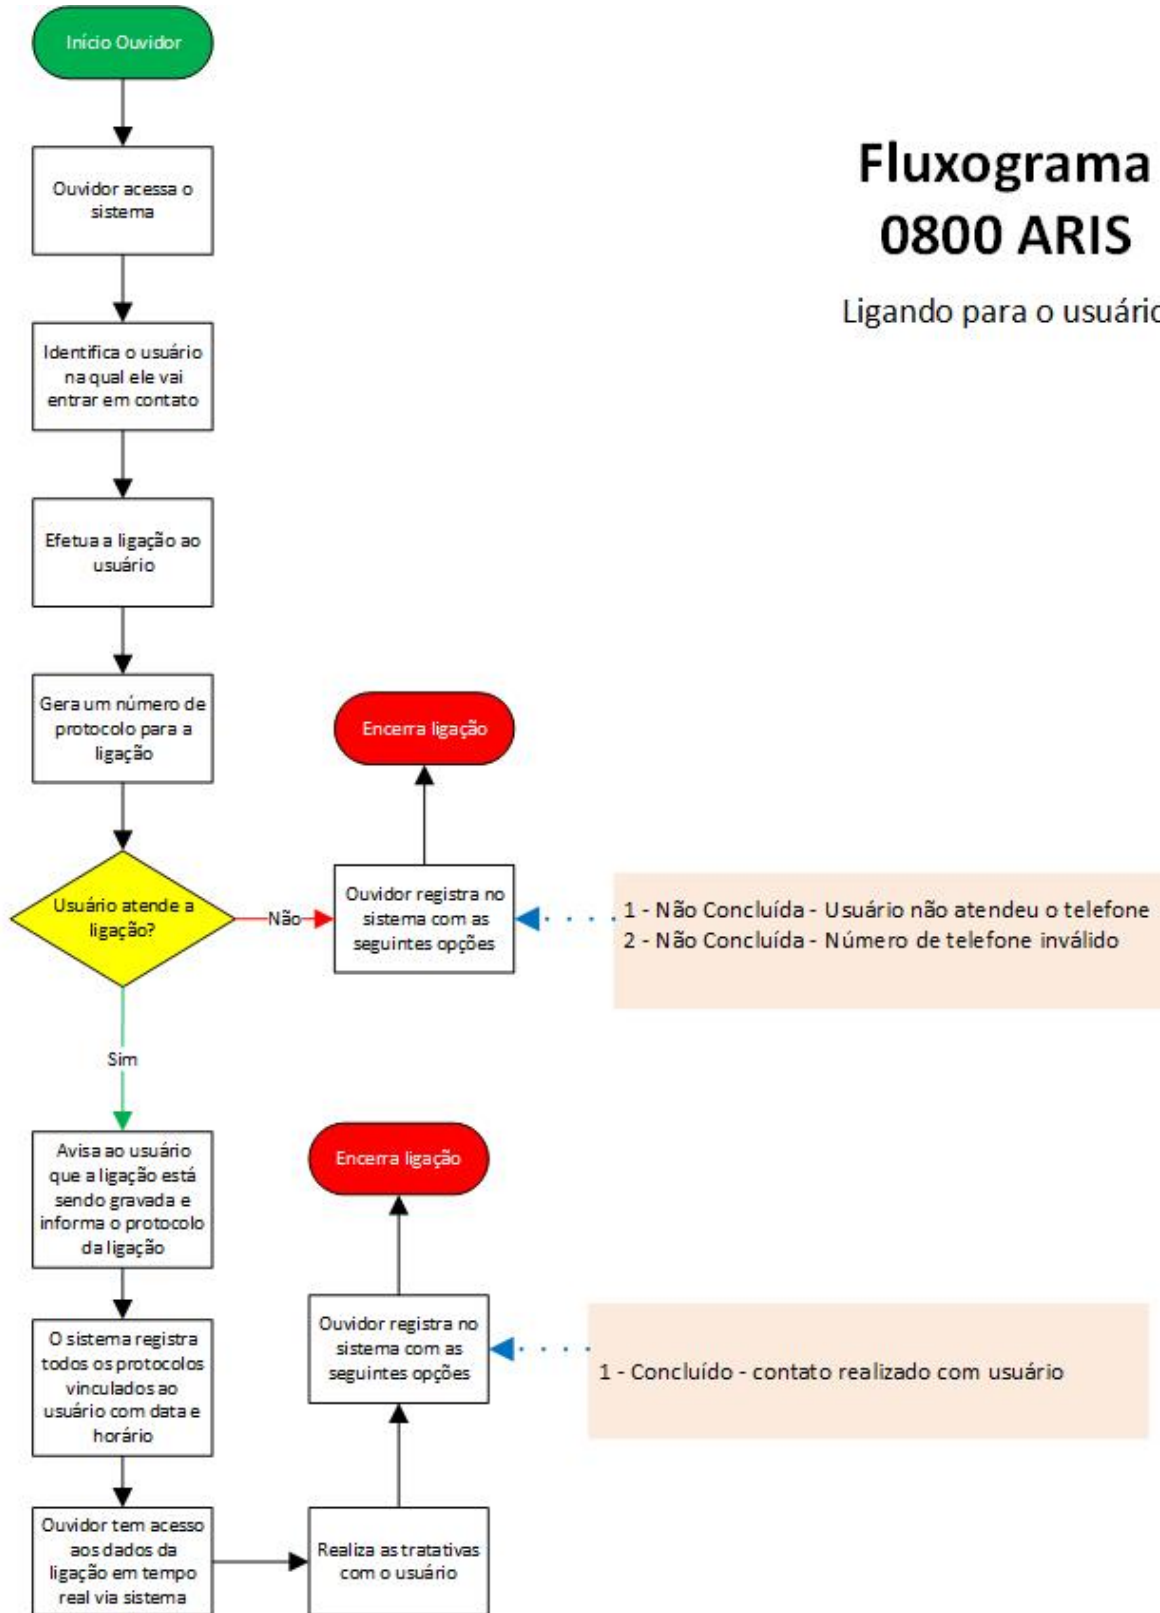 Início Ouvidor
Fluxograma
0800 ARIS
Ligando para o usuário
Ouvidor acessa o
sistema
Identifica o usuário
na qual ele vai
entrar em contato
Efetua a ligação ao
usuário
Gera um número de
protocolo para a
ligação
Encerra ligação
Usuário atende a
ligação?
Não
Ouvidor registra no
sistema com as
seguintes opções
1 - Não Concluída - Usuário não atendeu o telefone
2 - Não Concluída - Número de telefone inválido
Sim
Avisa ao usuário
que a ligação está
sendo gravada e
informa o protocolo
da ligação
Encerra ligação
O sistema registra
todos os protocolos
vinculados ao
usuário com data e
horário
Ouvidor registra no
sistema com as
seguintes opções
1 - Concluído - contato realizado com usuário
Ouvidor tem acesso
aos dados da
ligação em tempo
real via sistema
Realiza as tratativas
com o usuário